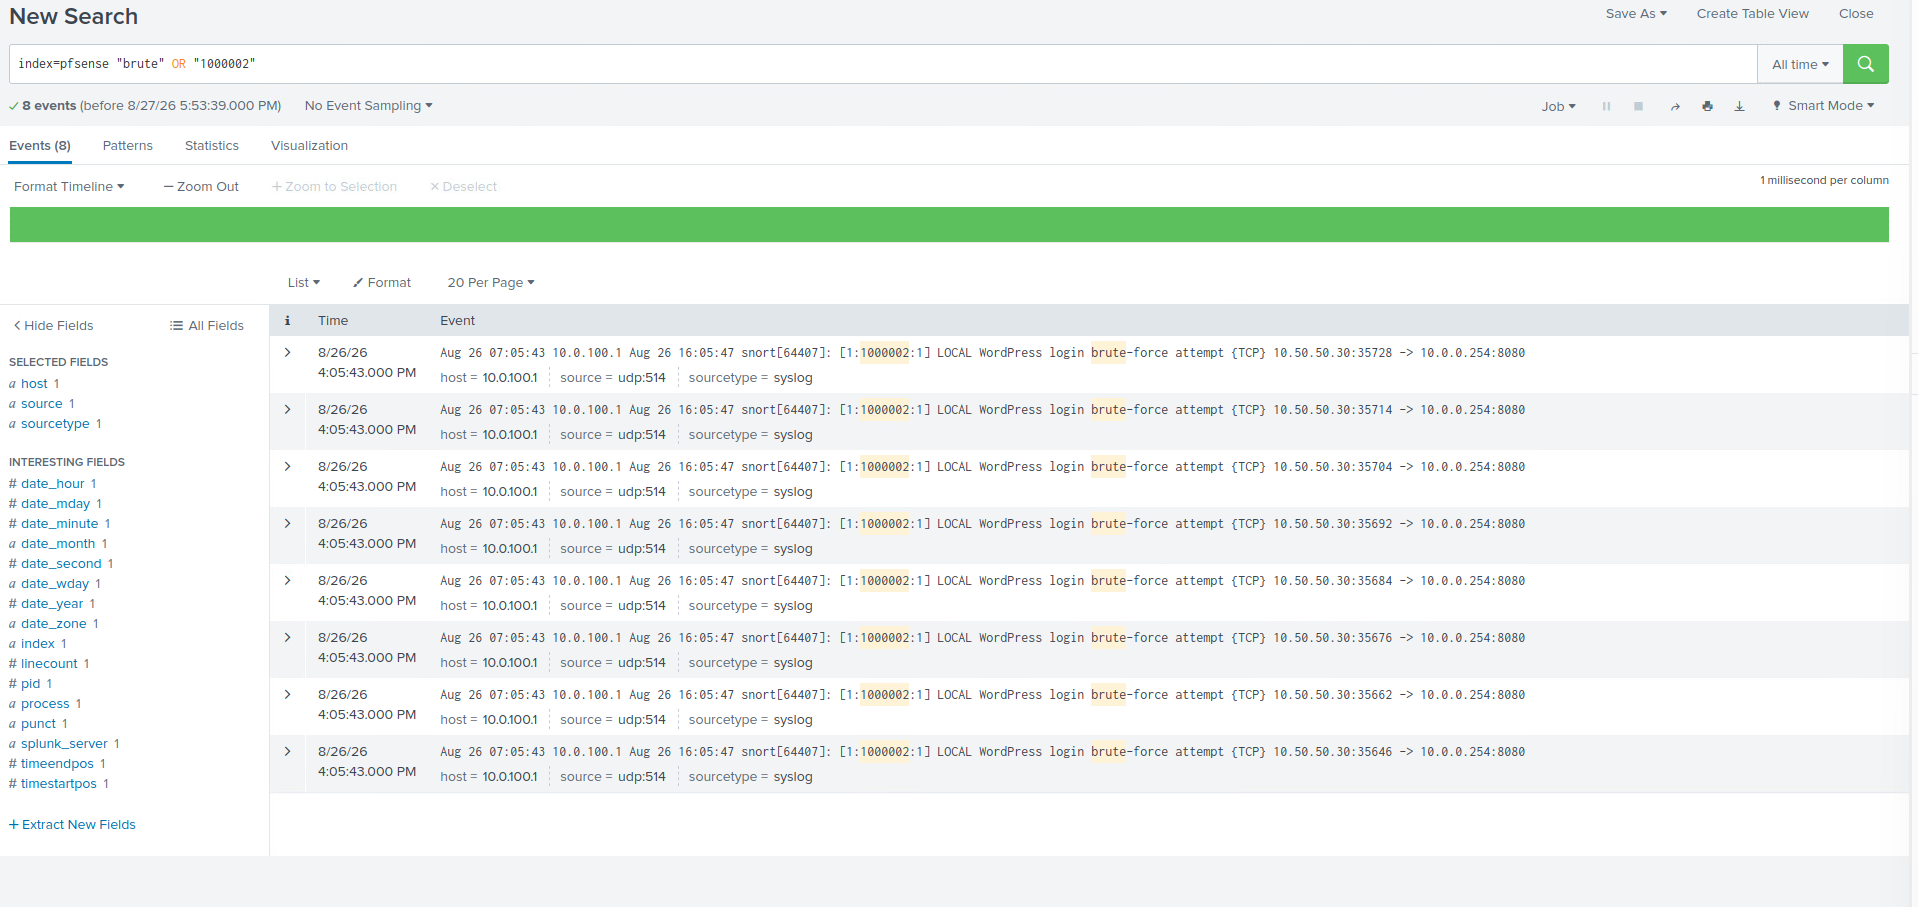 New Search
Save As Create Table View Close
index=pfsense "brute" OR "1000002"
All time
8 events (before 8/27/26 5:53:39.000 PM) No Event Sampling
Job Smart Mode
Events (8) Patterns Statistics Visualization
Format Timeline — Zoom Out + Zoom to Selection × Deselect
1 millisecond per column
List Format 20 Per Page
< Hide Fields All Fields
i Time Event
SELECTED FIELDS
a host 1
a source 1
a sourcetype 1
INTERESTING FIELDS
# date_hour 1
# date_mday 1
# date_minute 1
a date_month 1
# date_second 1
a date_wday 1
# date_year 1
a date_zone 1
a index 1
# linecount 1
# pid 1
a process 1
a punct 1
a splunk_server 1
# timeendpos 1
# timestartpos 1
+ Extract New Fields
8/26/26 Aug 26 07:05:43 10.0.100.1 Aug 26 16:05:47 snort[64407]: [1:1000002:1] LOCAL WordPress login brute-force attempt {TCP} 10.50.50.30:35728 -> 10.0.0.254:8080
4:05:43.000 PM host = 10.0.100.1 source = udp:514 sourcetype = syslog
8/26/26 Aug 26 07:05:43 10.0.100.1 Aug 26 16:05:47 snort[64407]: [1:1000002:1] LOCAL WordPress login brute-force attempt {TCP} 10.50.50.30:35714 -> 10.0.0.254:8080
4:05:43.000 PM host = 10.0.100.1 source = udp:514 sourcetype = syslog
8/26/26 Aug 26 07:05:43 10.0.100.1 Aug 26 16:05:47 snort[64407]: [1:1000002:1] LOCAL WordPress login brute-force attempt {TCP} 10.50.50.30:35704 -> 10.0.0.254:8080
4:05:43.000 PM host = 10.0.100.1 source = udp:514 sourcetype = syslog
8/26/26 Aug 26 07:05:43 10.0.100.1 Aug 26 16:05:47 snort[64407]: [1:1000002:1] LOCAL WordPress login brute-force attempt {TCP} 10.50.50.30:35692 -> 10.0.0.254:8080
4:05:43.000 PM host = 10.0.100.1 source = udp:514 sourcetype = syslog
8/26/26 Aug 26 07:05:43 10.0.100.1 Aug 26 16:05:47 snort[64407]: [1:1000002:1] LOCAL WordPress login brute-force attempt {TCP} 10.50.50.30:35684 -> 10.0.0.254:8080
4:05:43.000 PM host = 10.0.100.1 source = udp:514 sourcetype = syslog
8/26/26 Aug 26 07:05:43 10.0.100.1 Aug 26 16:05:47 snort[64407]: [1:1000002:1] LOCAL WordPress login brute-force attempt {TCP} 10.50.50.30:35676 -> 10.0.0.254:8080
4:05:43.000 PM host = 10.0.100.1 source = udp:514 sourcetype = syslog
8/26/26 Aug 26 07:05:43 10.0.100.1 Aug 26 16:05:47 snort[64407]: [1:1000002:1] LOCAL WordPress login brute-force attempt {TCP} 10.50.50.30:35662 -> 10.0.0.254:8080
4:05:43.000 PM host = 10.0.100.1 source = udp:514 sourcetype = syslog
8/26/26 Aug 26 07:05:43 10.0.100.1 Aug 26 16:05:47 snort[64407]: [1:1000002:1] LOCAL WordPress login brute-force attempt {TCP} 10.50.50.30:35646 -> 10.0.0.254:8080
4:05:43.000 PM host = 10.0.100.1 source = udp:514 sourcetype = syslog